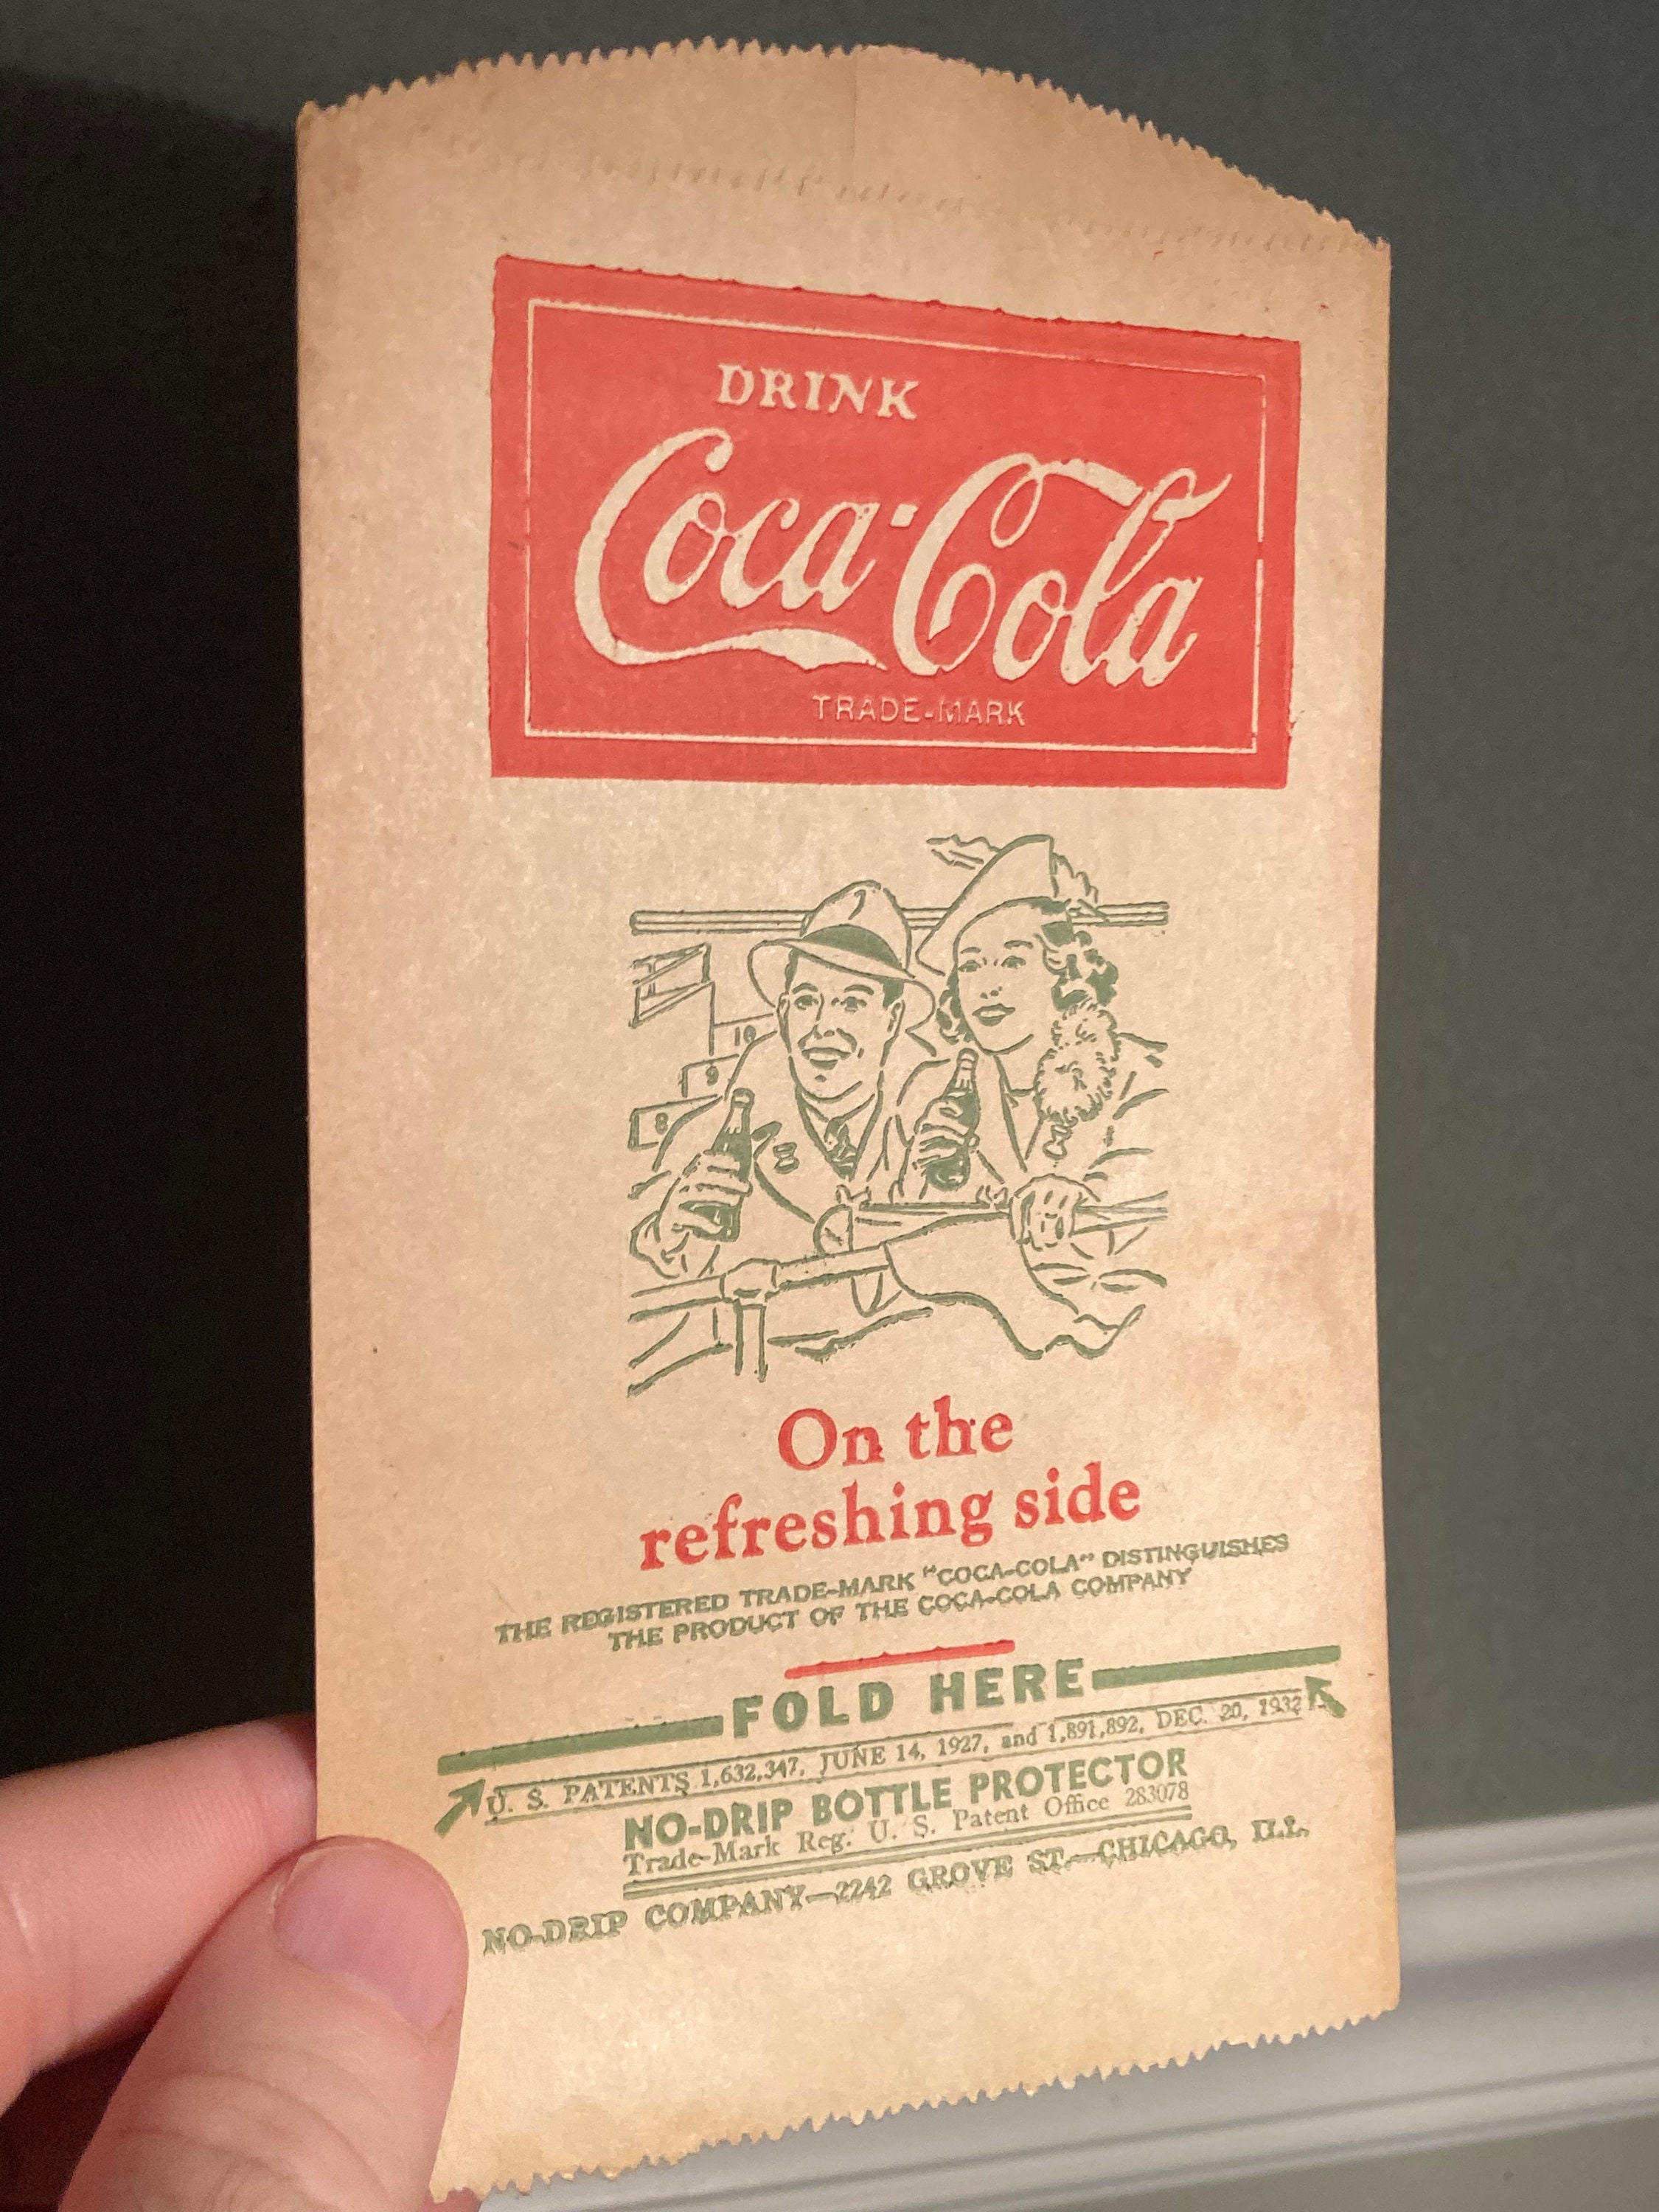 DRINK
Coca-Cola
TRADE-MARK
10
9
8
On the
refreshing side
THE REGISTERED TRADE-MARK "COCA-COLA" DISTINGUISHES
THE PRODUCT OF THE COCA-COLA COMPANY
FOLD HERE
U. S. PATENTS 1,632,347, JUNE 14, 1927, and 1,891,892, DEC. 20, 1932
NO-DRIP BOTTLE PROTECTOR
Trade-Mark Reg. U. S. Patent Office 283078
NO-DRIP COMPANY—2242 GROVE ST.—CHICAGO, ILL.